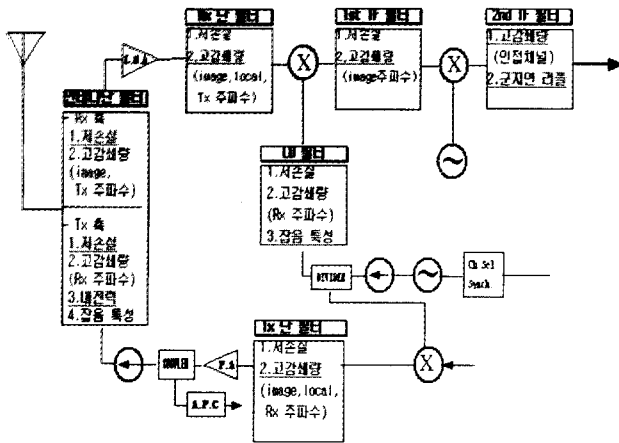 Rx 단 필터
1.저손실
2.고감쇄량
(image,local,
Tx 주파수)
1st IF 필터
1.저손실
2.고감쇄량
(image주파수)
2nd IF 필터
1.고감쇄량
(인접채널)
2.군지연 리플
L.N.A
X
X
안테나단 필터
- Rx 측
1.저손실
2.고감쇄량
(image,
Tx 주파수)
- Tx 측
1.저손실
2.고감쇄량
(Rx 주파수)
3.내전력
4.잡음 특성
LO 필터
1.저손실
2.고감쇄량
(Rx 주파수)
3.잡음 특성
DEVIDER
Ch Sel
Synch.
Tx 단 필터
1.저손실
2.고감쇄량
(image,local,
Rx 주파수)
X
P.A
COUPLER
A.P.C